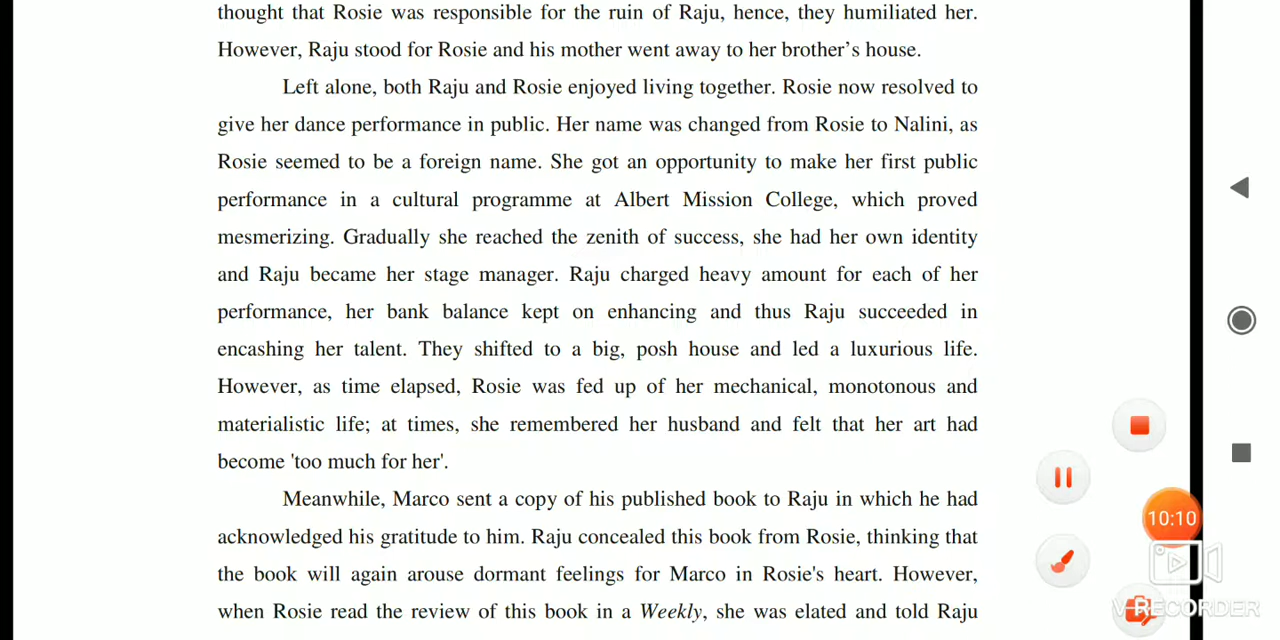 thought that Rosie was responsible for the ruin of Raju, hence, they humiliated her.
However, Raju stood for Rosie and his mother went away to her brother’s house.
Left alone, both Raju and Rosie enjoyed living together. Rosie now resolved to
give her dance performance in public. Her name was changed from Rosie to Nalini, as
Rosie seemed to be a foreign name. She got an opportunity to make her first public
performance in a cultural programme at Albert Mission College, which proved
mesmerizing. Gradually she reached the zenith of success, she had her own identity
and Raju became her stage manager. Raju charged heavy amount for each of her
performance, her bank balance kept on enhancing and thus Raju succeeded in
encashing her talent. They shifted to a big, posh house and led a luxurious life.
However, as time elapsed, Rosie was fed up of her mechanical, monotonous and
materialistic life; at times, she remembered her husband and felt that her art had
become 'too much for her'.
Meanwhile, Marco sent a copy of his published book to Raju in which he had
acknowledged his gratitude to him. Raju concealed this book from Rosie, thinking that
the book will again arouse dormant feelings for Marco in Rosie's heart. However,
when Rosie read the review of this book in a Weekly, she was elated and told Raju
10:10
V RECORDER